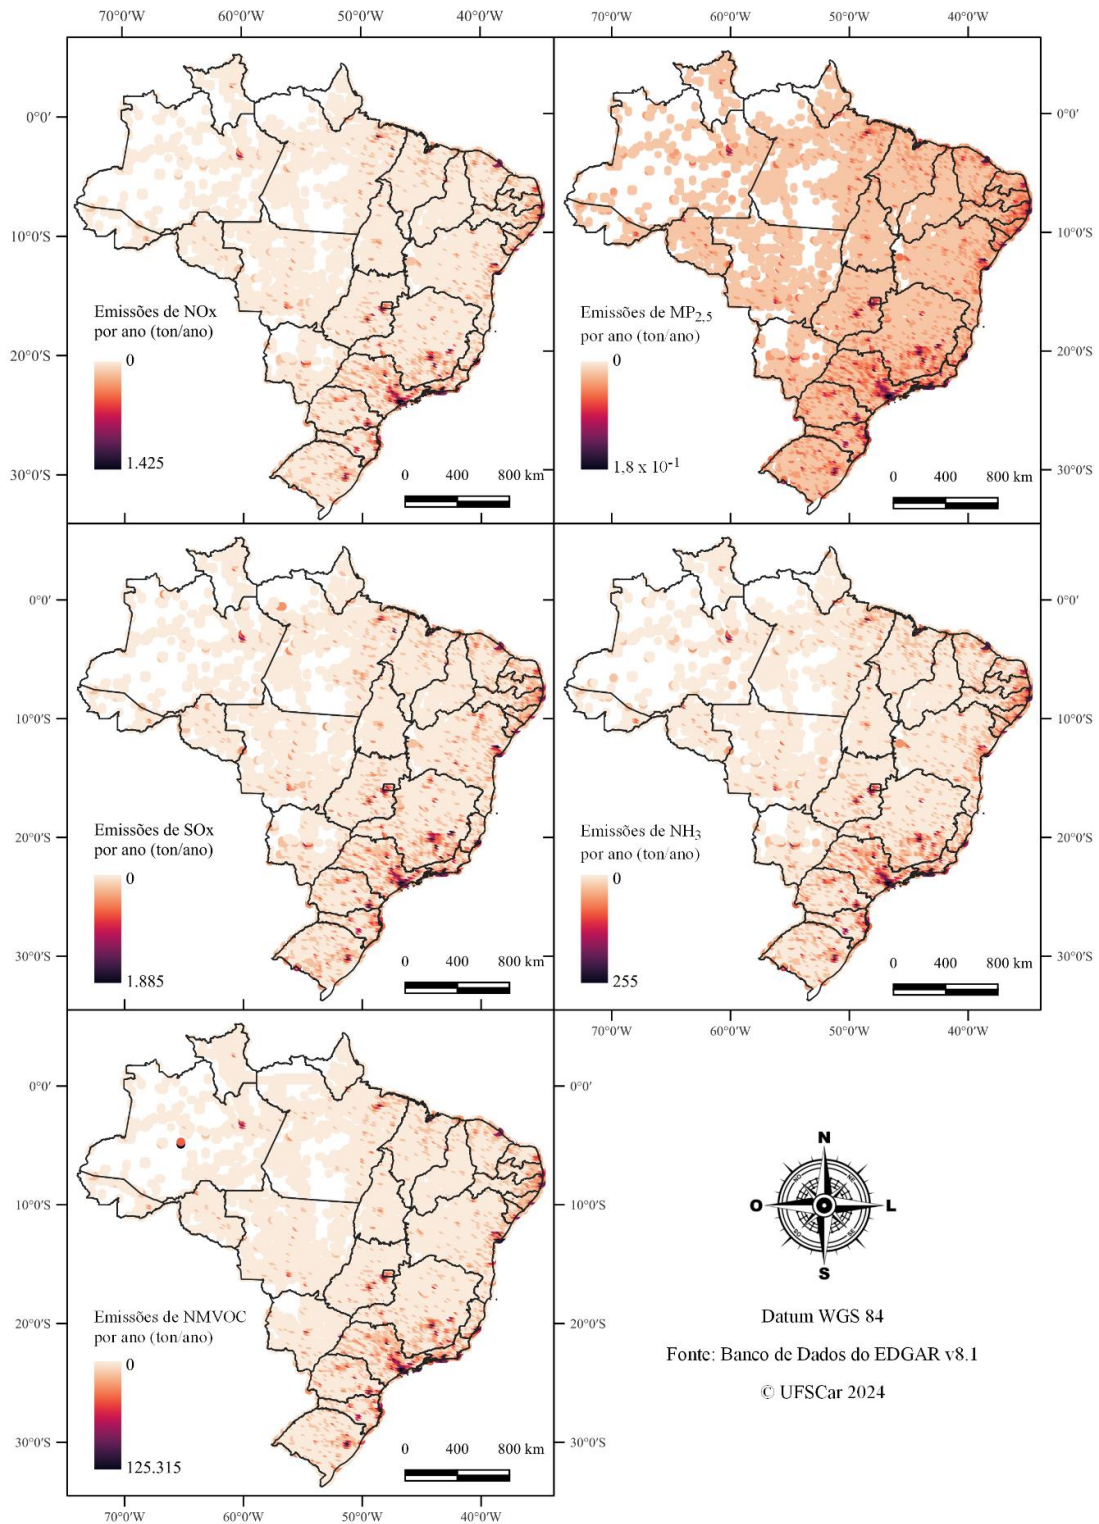 70°0'W 60°0'W 50°0'W 40°0'W 70°0'W 60°0'W 50°0'W 40°0'W
0°0' 0°0'
10°0'S 10°0'S
20°0'S 20°0'S
30°0'S 30°0'S
Emissões de NOx
por ano (ton/ano)
0
1.425
0 400 800 km
Emissões de MP2,5
por ano (ton/ano)
0
1,8 x 10-1
0 400 800 km
0°0' 0°0'
10°0'S 10°0'S
20°0'S 20°0'S
30°0'S 30°0'S
Emissões de SOx
por ano (ton/ano)
0
1.885
0 400 800 km
Emissões de NH3
por ano (ton/ano)
0
255
0 400 800 km
70°0'W 60°0'W 50°0'W 40°0'W
0°0' 0°0'
10°0'S 10°0'S
20°0'S 20°0'S
30°0'S 30°0'S
Emissões de NMVOC
por ano (ton/ano)
0
125.315
0 400 800 km
70°0'W 60°0'W 50°0'W 40°0'W
N
O L
S
Datum WGS 84
Fonte: Banco de Dados do EDGAR v8.1
© UFSCar 2024